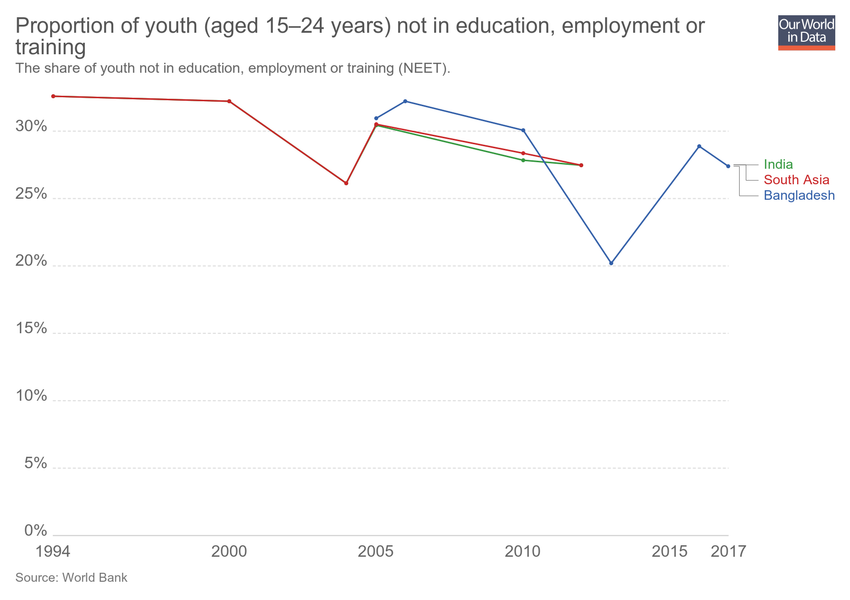 Proportion of youth (aged 15–24 years) not in education, employment or
training
The share of youth not in education, employment or training (NEET).
Our World
in Data
30%
25%
20%
15%
10%
5%
0%
1994
2000
2005
2010
2015
2017
India
South Asia
Bangladesh
Source: World Bank